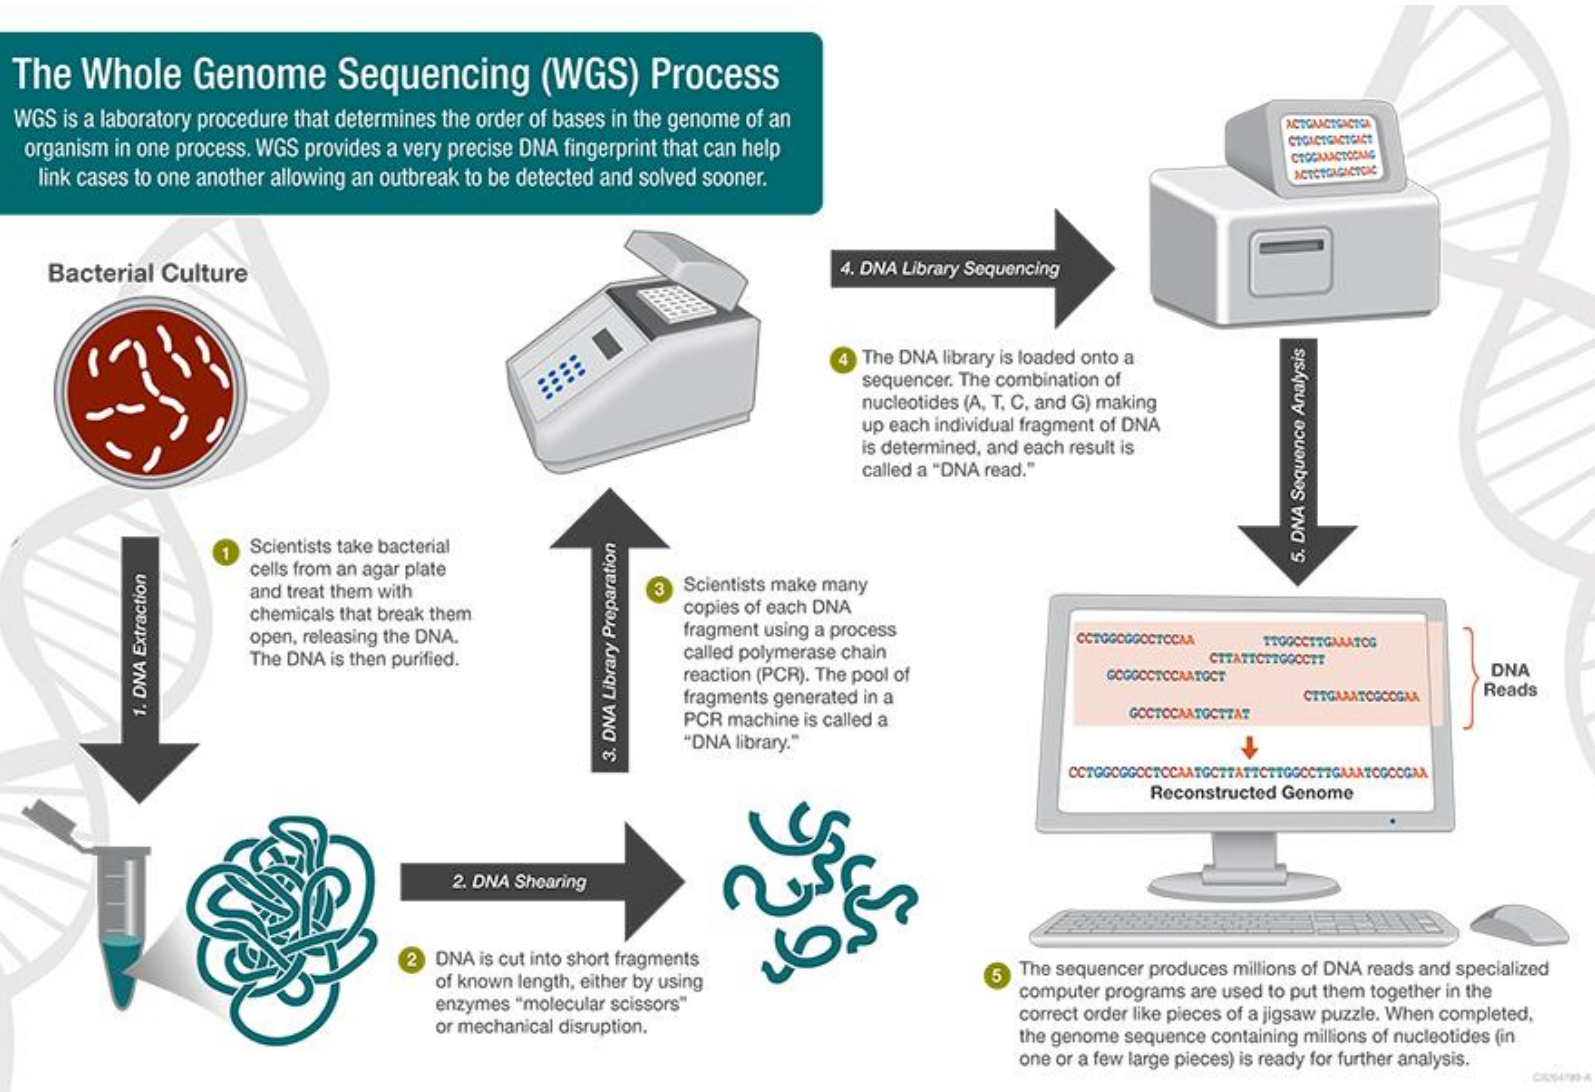 The Whole Genome Sequencing (WGS) Process
WGS is a laboratory procedure that determines the order of bases in the genome of an
organism in one process. WGS provides a very precise DNA fingerprint that can help
link cases to one another allowing an outbreak to be detected and solved sooner.
Bacterial Culture
1. DNA Extraction
1
Scientists take bacterial
cells from an agar plate
and treat them with
chemicals that break them
open, releasing the DNA.
The DNA is then purified.
2. DNA Shearing
2
DNA is cut into short fragments
of known length, either by using
enzymes "molecular scissors"
or mechanical disruption.
3. DNA Library Preparation
3
Scientists make many
copies of each DNA
fragment using a process
called polymerase chain
reaction (PCR). The pool of
fragments generated in a
PCR machine is called a
"DNA library."
4. DNA Library Sequencing
4
The DNA library is loaded onto a
sequencer. The combination of
nucleotides (A, T, C, and G) making
up each individual fragment of DNA
is determined, and each result is
called a "DNA read."
ACTGAACTGACTGA
CTGACTGACTGACT
CTGGAAACTCCAAG
ACTCTGAGACTGAC
5. DNA Sequence Analysis
CCTGGCGGCCTCCAA
TTGGCCTTGAAATCG
CTTATTCTTGGCCTT
GCGGCCTCCAATGCT
CTTGAAATCGCCGAA
GCCTCCAATGCTTAT
DNA
Reads
CCTGGCGGCCTCCAATGCTTATTCTTGGCCTTGAAATCGCCGAA
Reconstructed Genome
5
The sequencer produces millions of DNA reads and specialized
computer programs are used to put them together in the
correct order like pieces of a jigsaw puzzle. When completed,
the genome sequence containing millions of nucleotides (in
one or a few large pieces) is ready for further analysis.